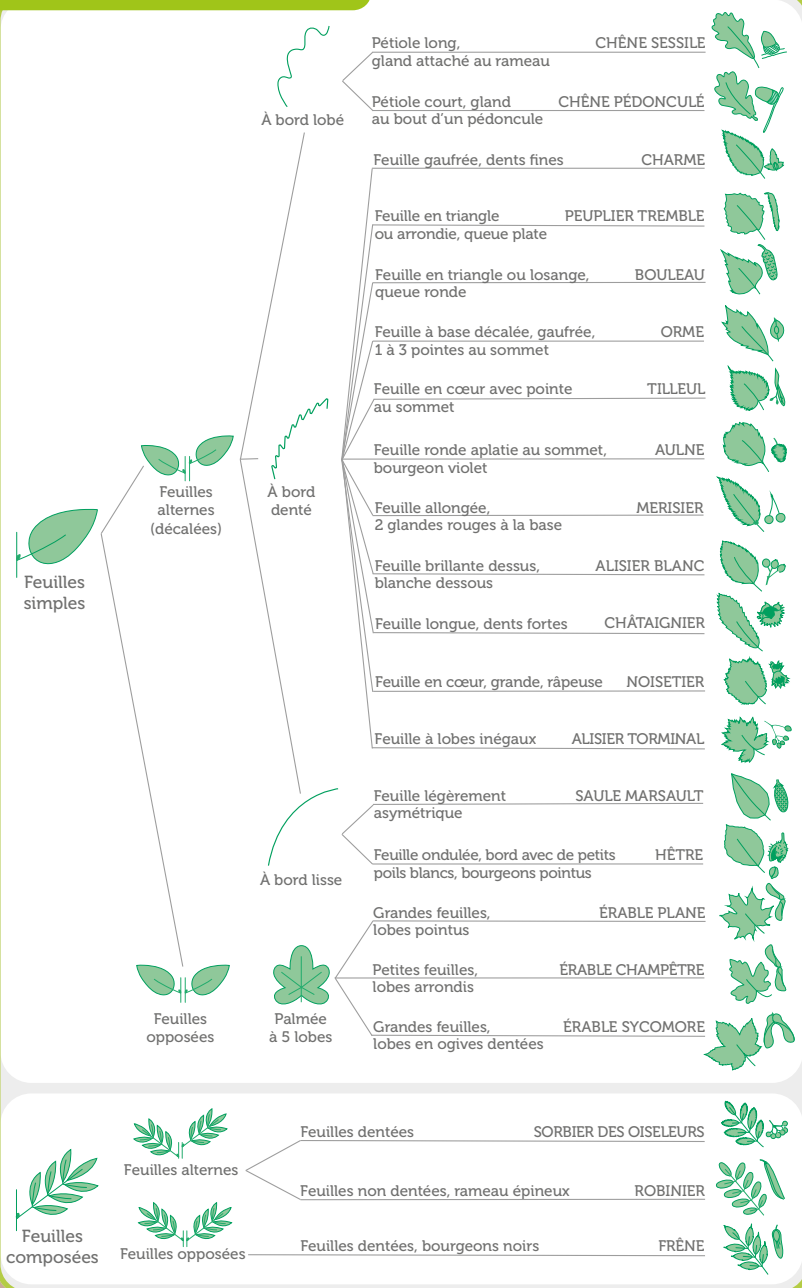 Pétiole long, CHÊNE SESSILE
gland attaché au rameau
À bord lobé
Pétiole court, gland CHÊNE PÉDONCULÉ
au bout d'un pédoncule
Feuille gaufrée, dents fines CHARME
Feuille en triangle PEUPLIER TREMBLE
ou arrondie, queue plate
Feuille en triangle ou losange, BOULEAU
queue ronde
Feuille à base décalée, gaufrée, ORME
1 à 3 pointes au sommet
Feuille en cœur avec pointe TILLEUL
au sommet
Feuille ronde aplatie au sommet, AULNE
bourgeon violet
Feuilles
alternes
(décalées)
À bord
denté
Feuille allongée, MERISIER
2 glandes rouges à la base
Feuille brillante dessus, ALISIER BLANC
blanche dessous
Feuilles
simples
Feuille longue, dents fortes CHÂTAIGNIER
Feuille en cœur, grande, râpeuse NOISETIER
Feuille à lobes inégaux ALISIER TORMINAL
Feuille légèrement SAULE MARSAULT
asymétrique
À bord lisse
Feuille ondulée, bord avec de petits HÊTRE
poils blancs, bourgeons pointus
Grandes feuilles, ÉRABLE PLANE
lobes pointus
Petites feuilles, ÉRABLE CHAMPÊTRE
lobes arrondis
Feuilles
opposées
Palmée
à 5 lobes
Grandes feuilles, ÉRABLE SYCOMORE
lobes en ogives dentées
Feuilles dentées SORBIER DES OISELEURS
Feuilles alternes
Feuilles non dentées, rameau épineux ROBINIER
Feuilles
composées
Feuilles opposées
Feuilles dentées, bourgeons noirs FRÊNE